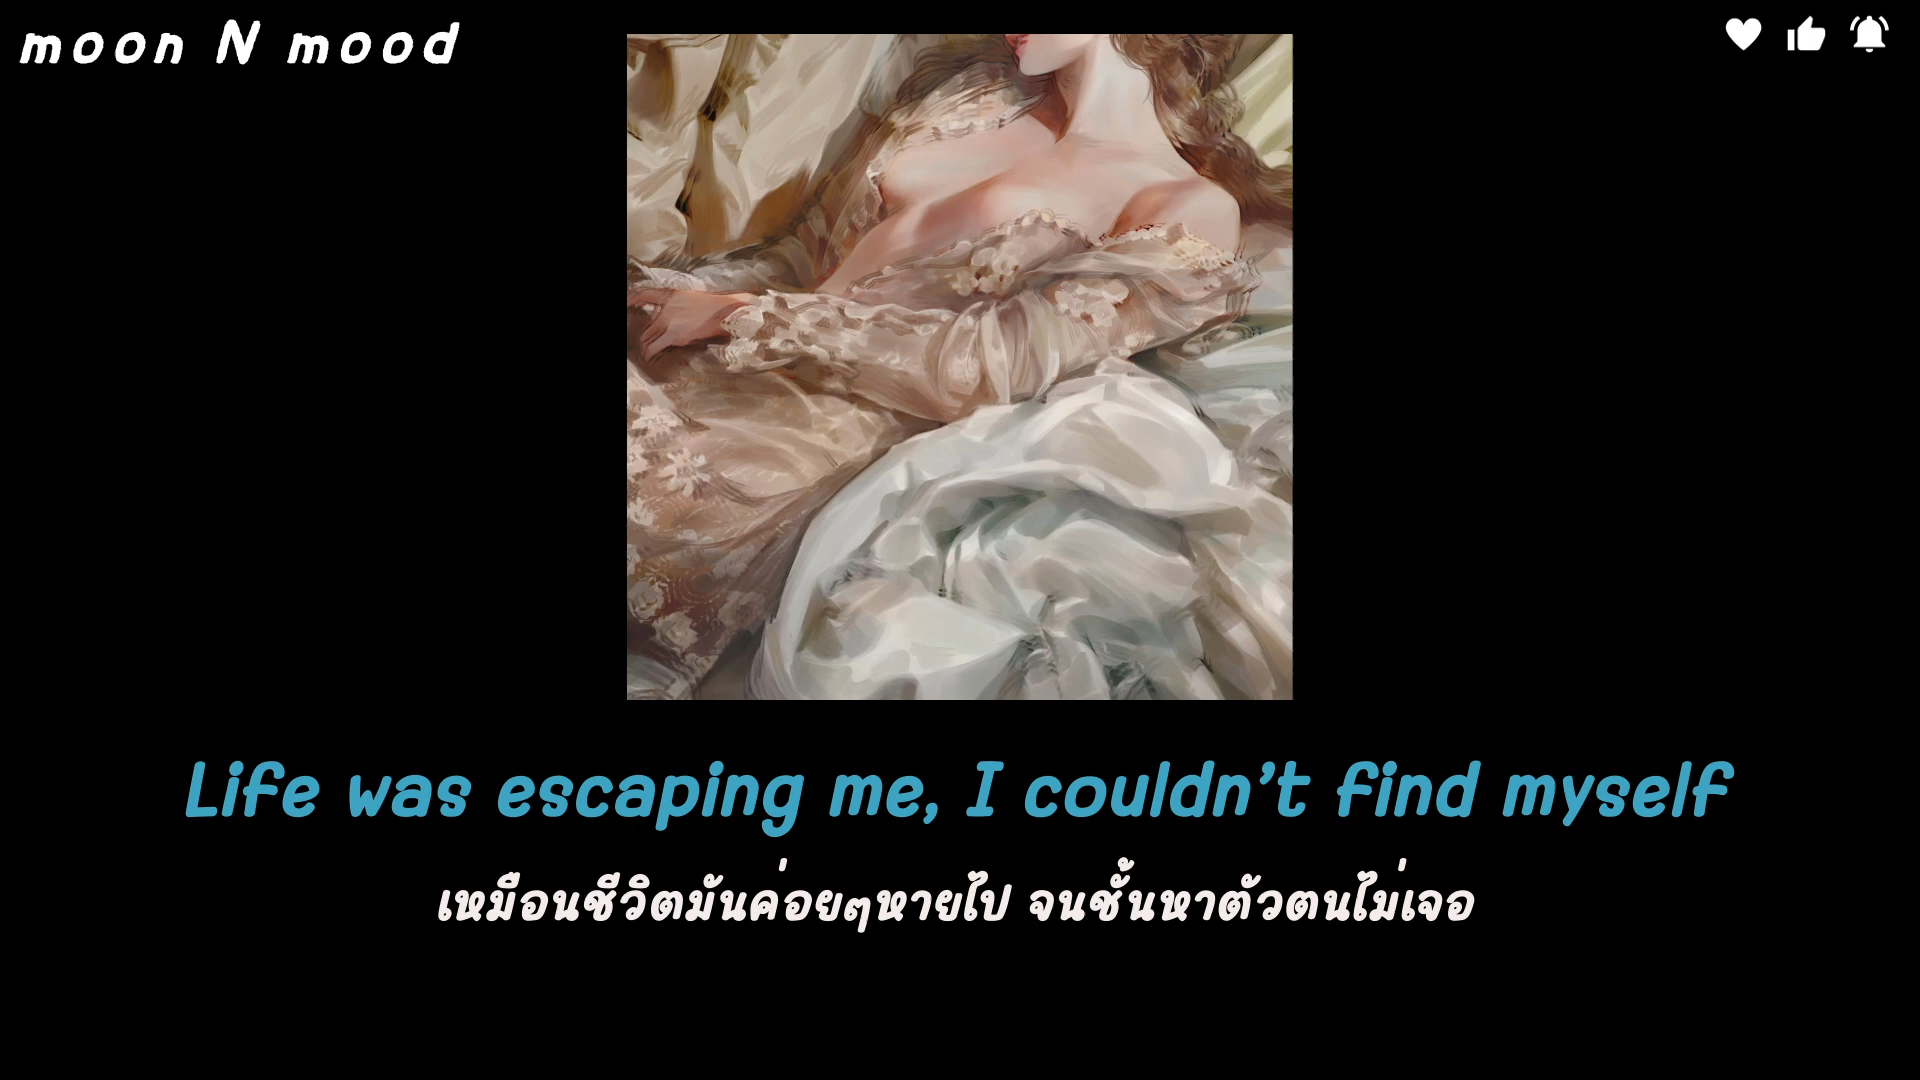 moon N mood
Life was escaping me, I couldn't find myself
เหมือนชีวิตมันค่อยๆหายไป จนชั้นหาตัวตนไม่เจอ